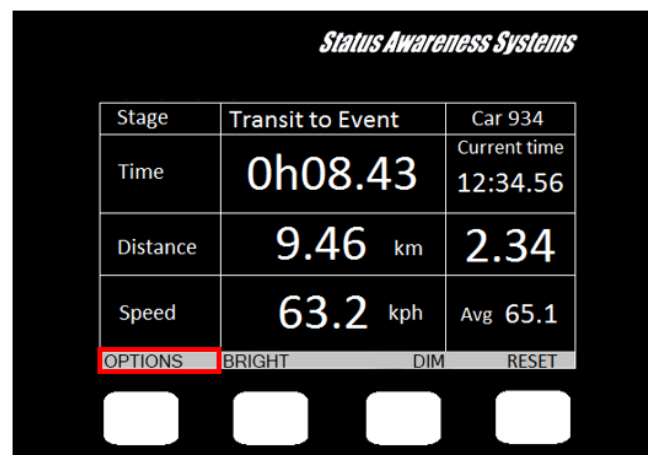 Status Awareness Systems
Stage Transit to Event Car 934
Time 0h08.43 Current time
12:34.56
Distance 9.46 km 2.34
Speed 63.2 kph Avg 65.1
OPTIONS BRIGHT DIM RESET